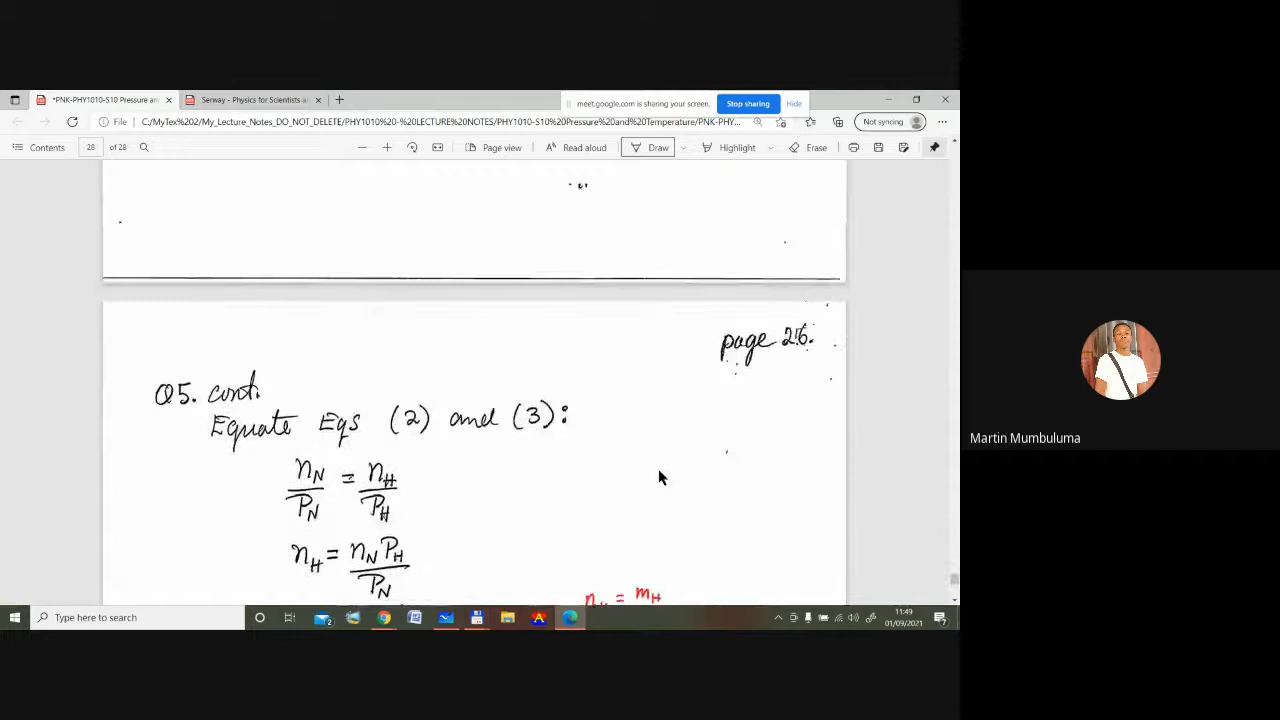 *PNK-PHY1010-S10 Pressure an
Serway - Physics for Scientists a
meet.google.com is sharing your screen.
Stop sharing
Hide
File
C:/MyTex%202/My_Lecture_Notes_DO_NOT_DELETE/PHY1010%20-%20LECTURE%20NOTES/PHY1010-S10%20Pressure%20and%20Temperature/PNK-PHY...
Not syncing
Contents
28
of 28
Page view
Read aloud
Draw
Highlight
Erase
page 26.
Q5. cont.
Equate Eqs (2) and (3):
n_N/P_N = n_H/P_H
n_H = n_N P_H/P_N
n_H = m_H
Martin Mumbuluma
Type here to search
2
11:49
01/09/2021
7